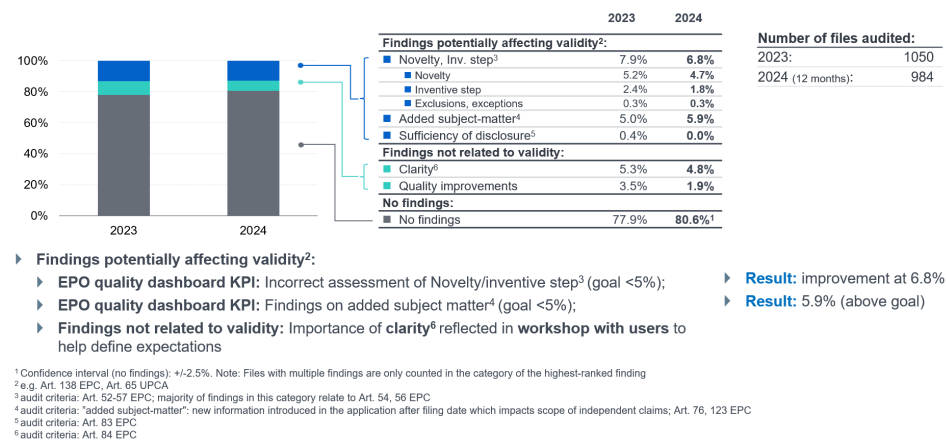 2023 2024
Findings potentially affecting validity²:
Novelty, Inv. step³ 7.9% 6.8%
Novelty 5.2% 4.7%
Inventive step 2.4% 1.8%
Exclusions, exceptions 0.3% 0.3%
Added subject-matter⁴ 5.0% 5.9%
Sufficiency of disclosure⁵ 0.4% 0.0%
Findings not related to validity:
Clarity⁶ 5.3% 4.8%
Quality improvements 3.5% 1.9%
No findings:
No findings 77.9% 80.6%¹
Number of files audited:
2023: 1050
2024 (12 months): 984
100%
80%
60%
40%
20%
0%
2023 2024
Findings potentially affecting validity²:
EPO quality dashboard KPI: Incorrect assessment of Novelty/inventive step³ (goal <5%);
EPO quality dashboard KPI: Findings on added subject matter⁴ (goal <5%);
Findings not related to validity: Importance of clarity⁶ reflected in workshop with users to
help define expectations
Result: improvement at 6.8%
Result: 5.9% (above goal)
¹ Confidence interval (no findings): +/-2.5%. Note: Files with multiple findings are only counted in the category of the highest-ranked finding
² e.g. Art. 138 EPC, Art. 65 UPCA
³ audit criteria: Art. 52-57 EPC; majority of findings in this category relate to Art. 54, 56 EPC
⁴ audit criteria: "added subject-matter": new information introduced in the application after filing date which impacts scope of independent claims; Art. 76, 123 EPC
⁵ audit criteria: Art. 83 EPC
⁶ audit criteria: Art. 84 EPC